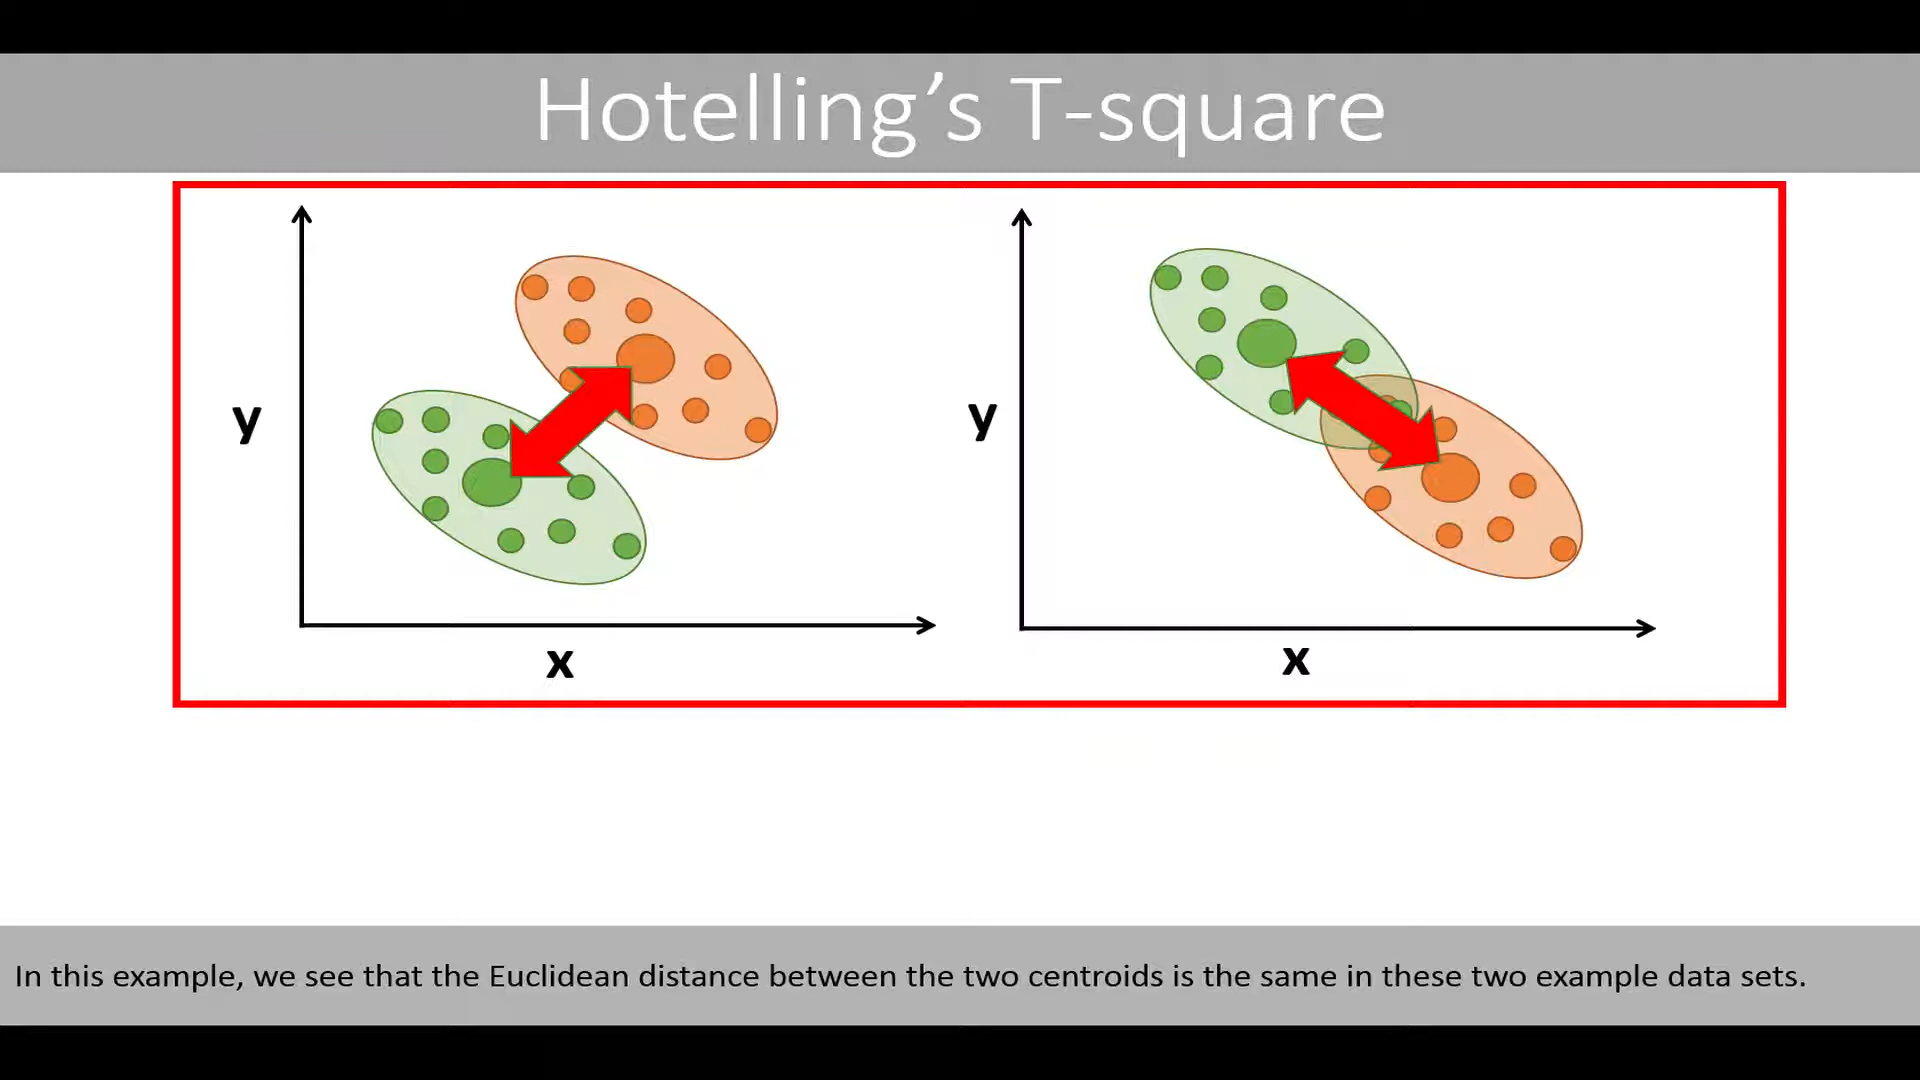 Hotelling’s T-square
y
x
y
x
In this example, we see that the Euclidean distance between the two centroids is the same in these two example data sets.